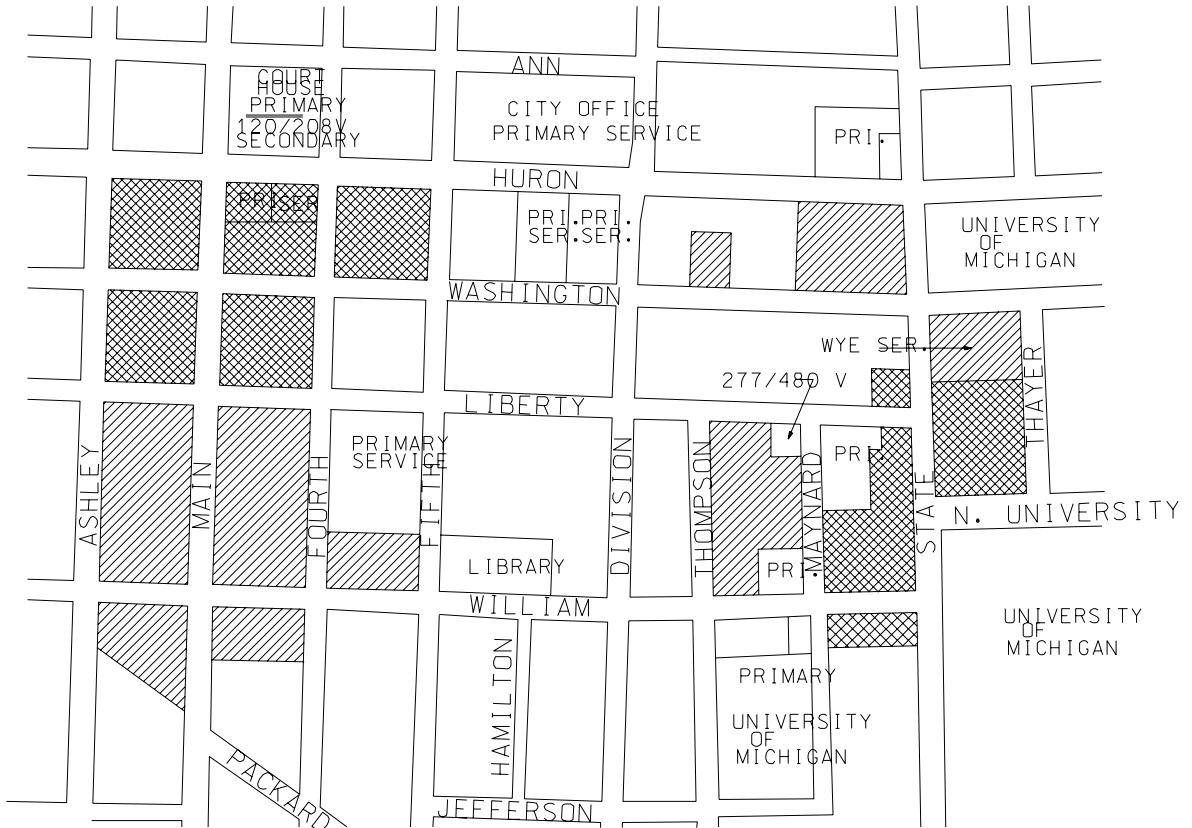 ANN
COURT
HOUSE
PRIMARY
120/208V
SECONDARY
CITY OFFICE
PRIMARY SERVICE
PRI.
HURON
PRI
SER
PRI.
SER.
PRI.
SER.
UNIVERSITY
OF
MICHIGAN
WASHINGTON
WYE SER.
277/480 V
LIBERTY
THAYER
PRIMARY
SERVICE
PRI.
ASHLEY
MAIN
FOURTH
FIFTH
DIVISION
THOMPSON
MAYNARD
STATE
N. UNIVERSITY
LIBRARY
PRI.
WILLIAM
UNIVERSITY
OF
MICHIGAN
HAMILTON
PRIMARY
UNIVERSITY
OF
MICHIGAN
PACKARD
JEFFERSON